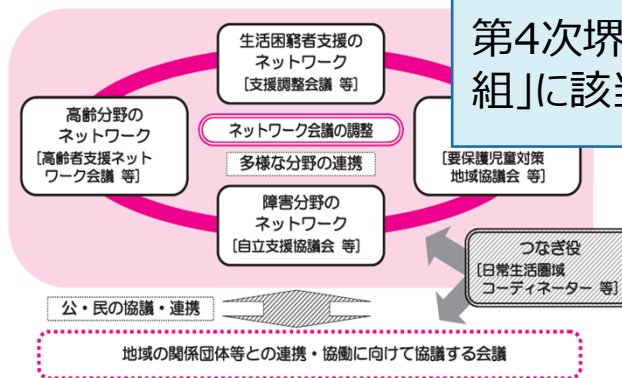 第4次堺
組」に該当
生活困窮者支援の
ネットワーク
[支援調整会議 等]
高齢分野の
ネットワーク
[高齢者支援ネット
ワーク会議 等]
ネットワーク会議の調整
多様な分野の連携
[要保護児童対策
地域協議会 等]
障害分野の
ネットワーク
[自立支援協議会 等]
つなぎ役
[日常生活圏域
コーディネーター 等]
公・民の協議・連携
地域の関係団体等との連携・協働に向けて協議する会議